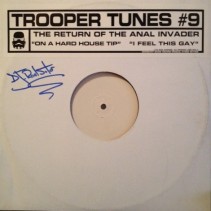 TROOPER TUNES #9
THE RETURN OF THE ANAL INVADER
"ON A HARD HOUSE TIP" "I FEEL THIS GAY"